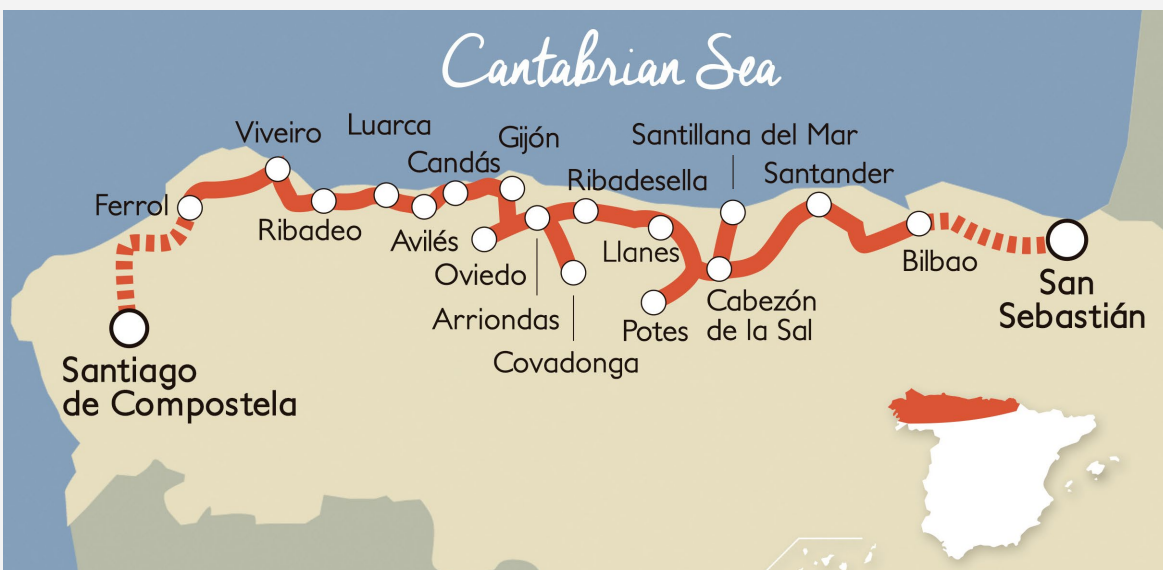 Cantabrian Sea
Viveiro
Luarca
Gijón
Santillana del Mar
Candás
Santander
Ribadesella
Ferrol
Ribadeo
Avilés
Llanes
Bilbao
Oviedo
San
Sebastián
Cabezón
de la Sal
Arriondas
Potes
Covadonga
Santiago
de Compostela